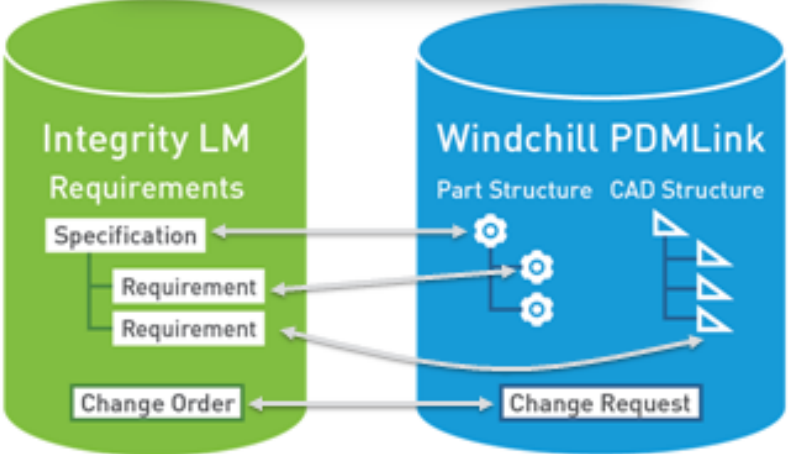 Integrity LM
Requirements
Specification
Requirement
Requirement
Change Order
Windchill PDMLink
Part Structure CAD Structure
Change Request